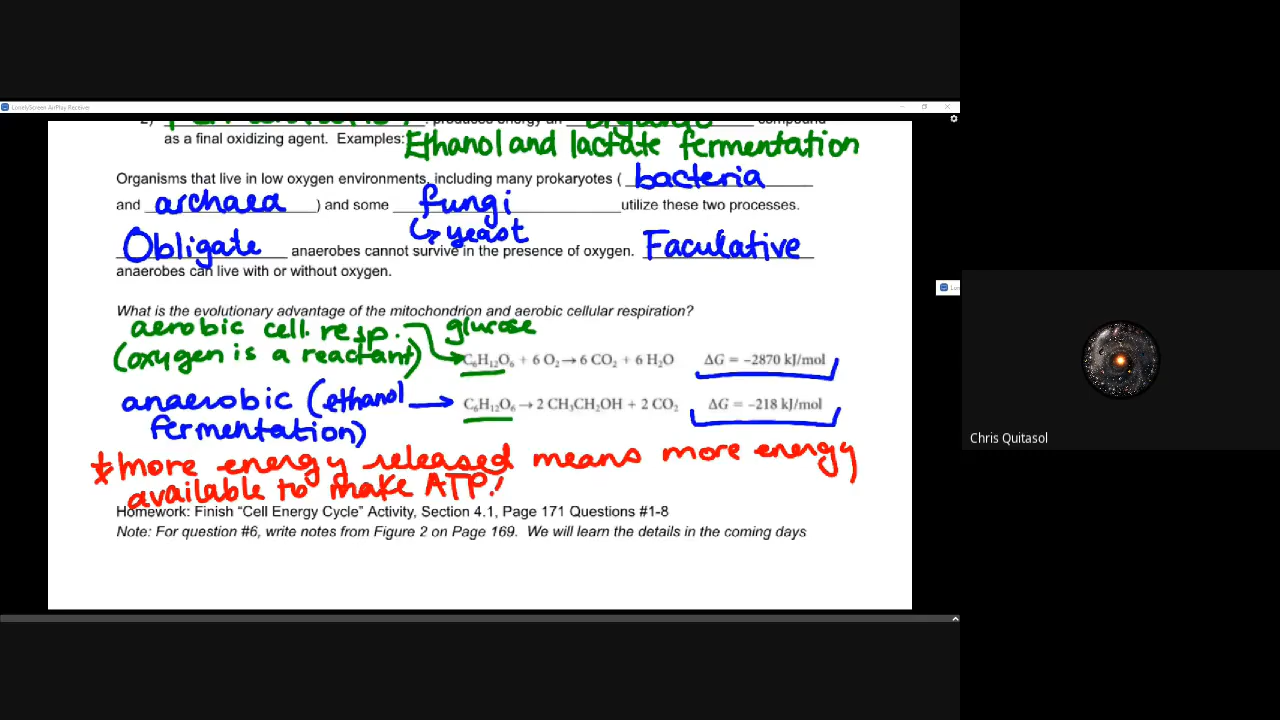 LonelyScreen AirPlay Receiver
2) fermentation: produces energy an organic compound
as a final oxidizing agent. Examples: Ethanol and lactate fermentation
Organisms that live in low oxygen environments, including many prokaryotes ( bacteria
and archaea ) and some fungi utilize these two processes.
↳ yeast
Obligate anaerobes cannot survive in the presence of oxygen. Faculative
anaerobes can live with or without oxygen.
What is the evolutionary advantage of the mitochondrion and aerobic cellular respiration?
aerobic cell. resp. glucose
(oxygen is a reactant) C₆H₁₂O₆ + 6 O₂ → 6 CO₂ + 6 H₂O ΔG = −2870 kJ/mol
anaerobic (ethanol → C₆H₁₂O₆ → 2 CH₃CH₂OH + 2 CO₂ ΔG = −218 kJ/mol
fermentation)
* more energy released means more energy
available to make ATP!
Homework: Finish “Cell Energy Cycle” Activity, Section 4.1, Page 171 Questions #1-8
Note: For question #6, write notes from Figure 2 on Page 169. We will learn the details in the coming days
Chris Quitasol